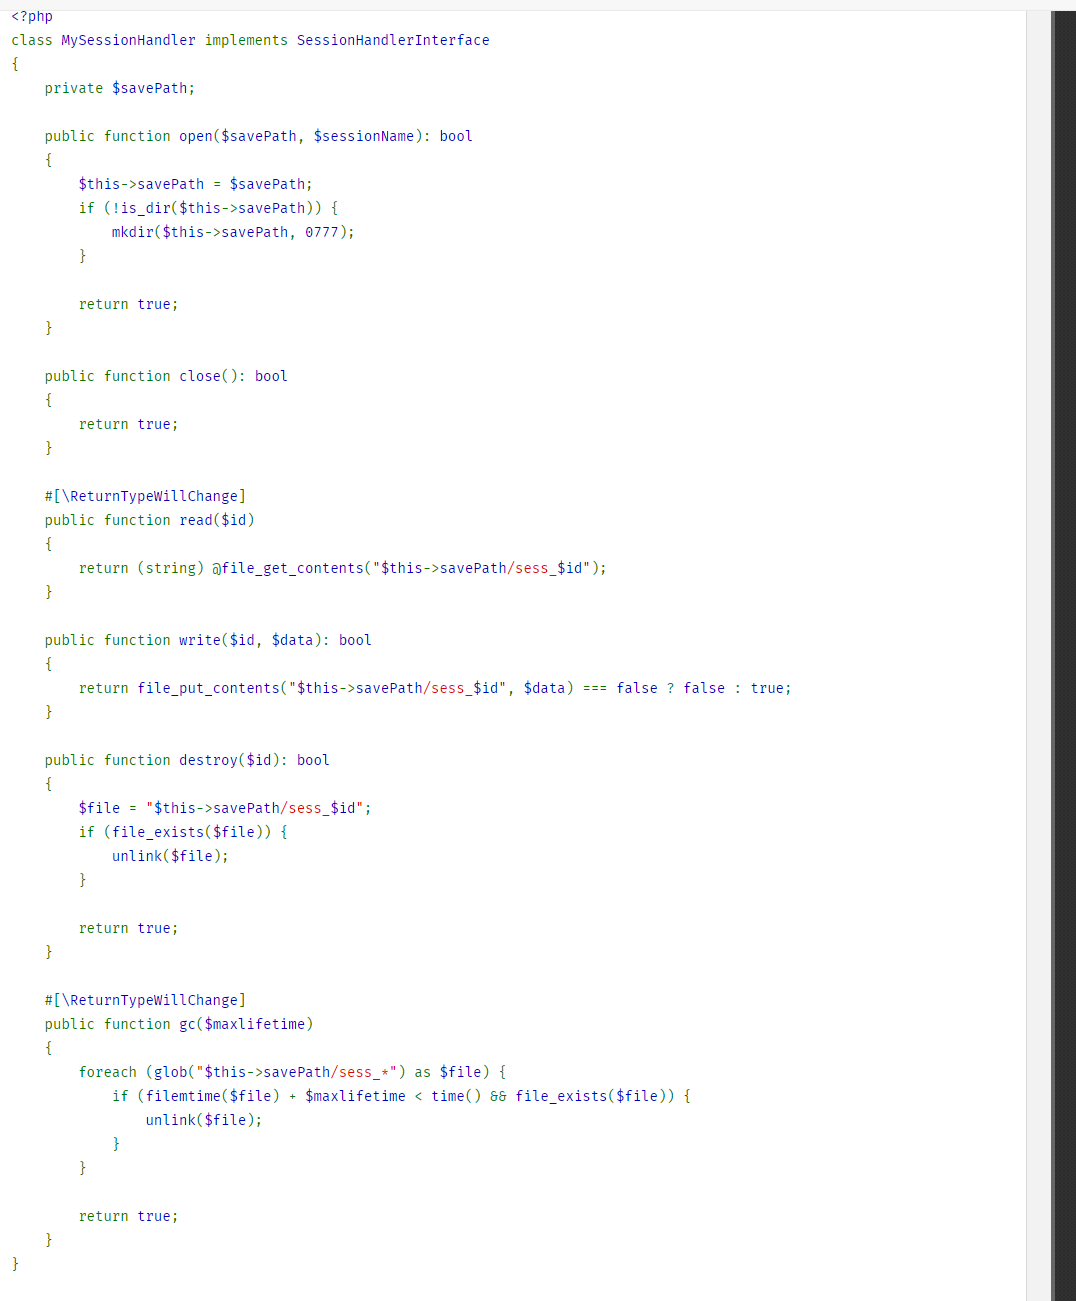 <?php
class MySessionHandler implements SessionHandlerInterface
{
    private $savePath;

    public function open($savePath, $sessionName): bool
    {
        $this->savePath = $savePath;
        if (!is_dir($this->savePath)) {
            mkdir($this->savePath, 0777);
        }

        return true;
    }

    public function close(): bool
    {
        return true;
    }

    #[\ReturnTypeWillChange]
    public function read($id)
    {
        return (string) @file_get_contents("$this->savePath/sess_$id");
    }

    public function write($id, $data): bool
    {
        return file_put_contents("$this->savePath/sess_$id", $data) === false ? false : true;
    }

    public function destroy($id): bool
    {
        $file = "$this->savePath/sess_$id";
        if (file_exists($file)) {
            unlink($file);
        }

        return true;
    }

    #[\ReturnTypeWillChange]
    public function gc($maxlifetime)
    {
        foreach (glob("$this->savePath/sess_*") as $file) {
            if (filemtime($file) + $maxlifetime < time() && file_exists($file)) {
                unlink($file);
            }
        }

        return true;
    }
}